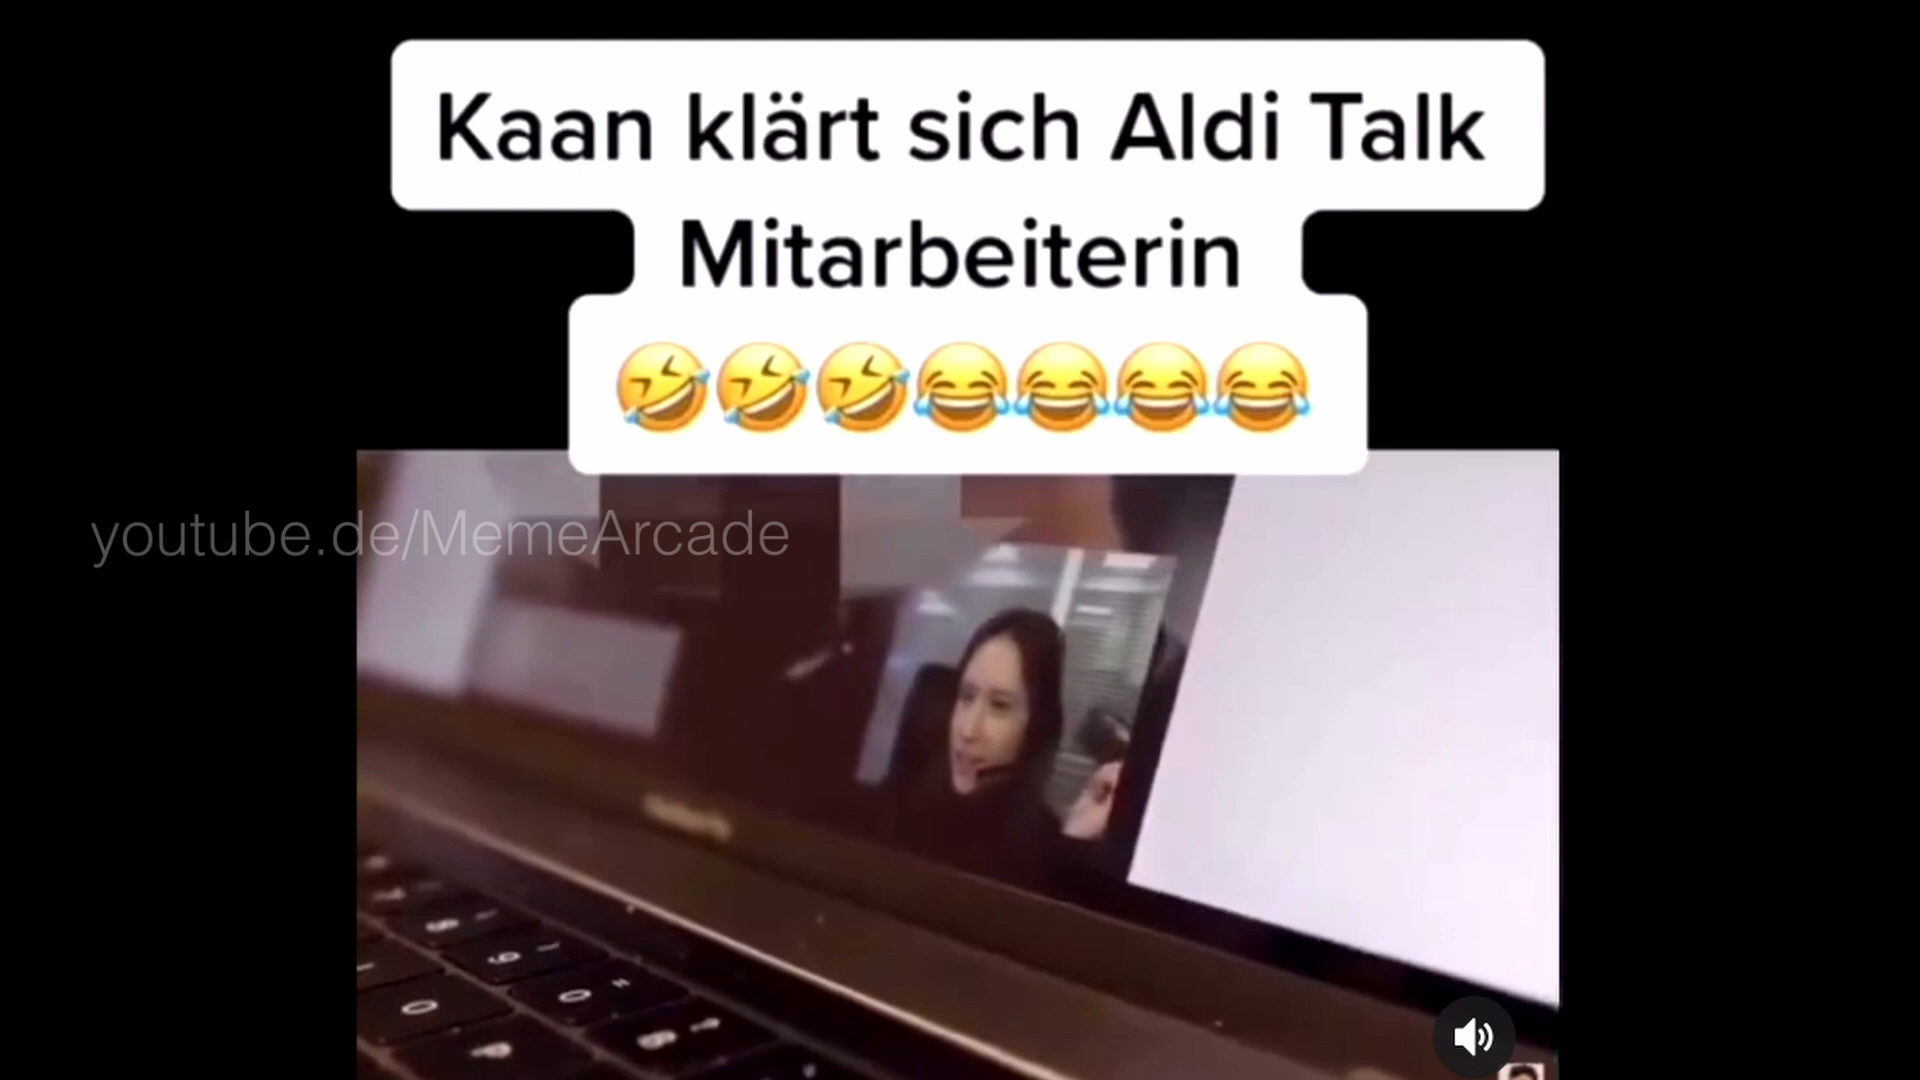 Kaan klärt sich Aldi Talk
Mitarbeiterin
🤣🤣🤣😂😂😂😂
youtube.de/MemeArcade